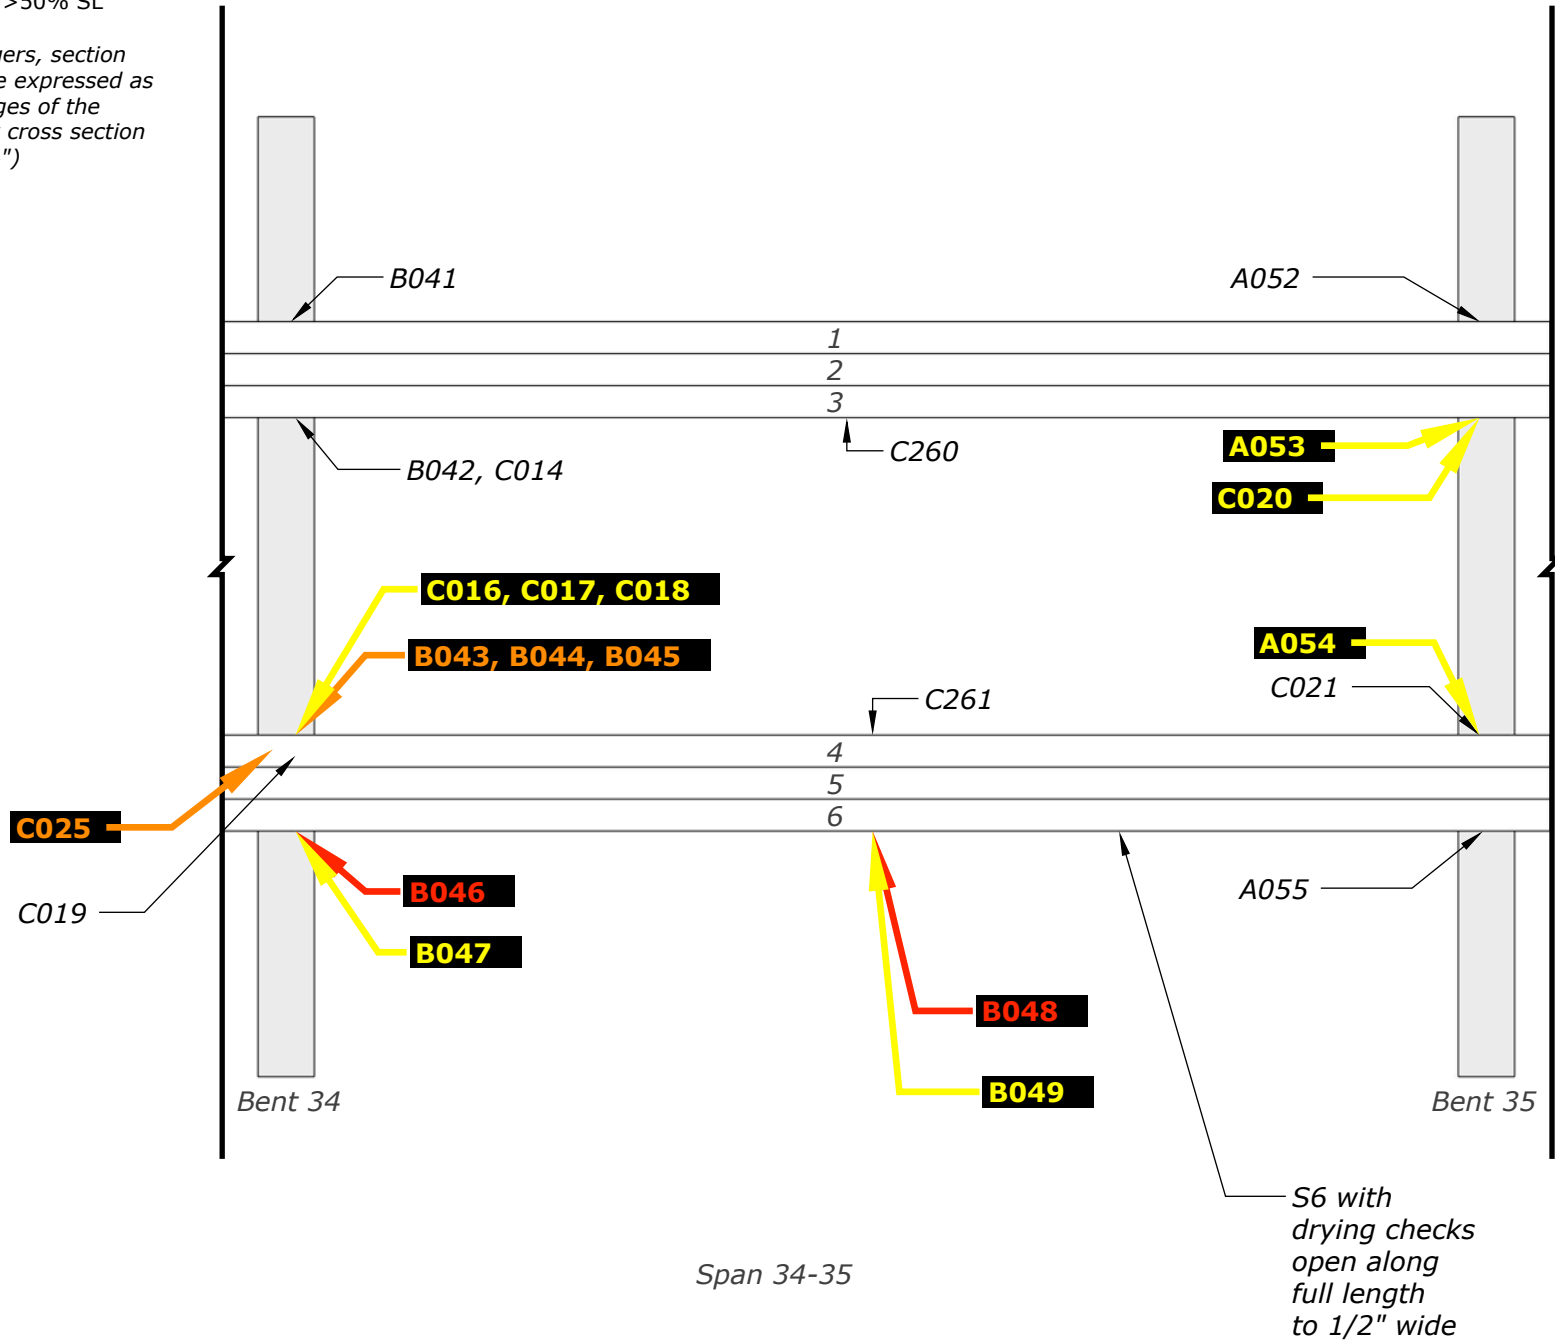 >50% SL
gers, section
e expressed as
ges of the
cross section
")
B041
A052
1
2
3
B042, C014
C260
A053
C020
C016, C017, C018
B043, B044, B045
A054
C021
C261
4
5
6
C025
C019
B046
B047
A055
B048
B049
Bent 34
Bent 35
S6 with
drying checks
open along
full length
to 1/2" wide
Span 34-35